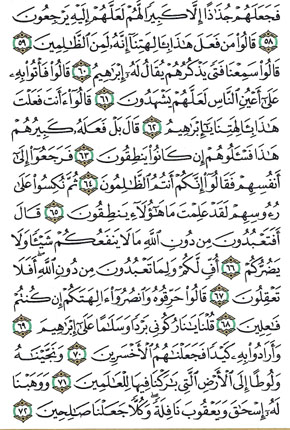 فَجَعَلَهُمْ جُذَٰذًا إِلَّا كَبِيرًا لَّهُمْ لَعَلَّهُمْ إِلَيْهِ يَرْجِعُونَ
٥٨ قَالُوا۟ مَن فَعَلَ هَٰذَا بِـَٔالِهَتِنَآ إِنَّهُۥ لَمِنَ ٱلظَّٰلِمِينَ ٥٩
قَالُوا۟ سَمِعْنَا فَتًى يَذْكُرُهُمْ يُقَالُ لَهُۥٓ إِبْرَٰهِيمُ ٦٠ قَالُوا۟ فَأْتُوا۟ بِهِۦ
عَلَىٰٓ أَعْيُنِ ٱلنَّاسِ لَعَلَّهُمْ يَشْهَدُونَ ٦١ قَالُوٓا۟ ءَأَنتَ فَعَلْتَ
هَٰذَا بِـَٔالِهَتِنَا يَٰٓإِبْرَٰهِيمُ ٦٢ قَالَ بَلْ فَعَلَهُۥ كَبِيرُهُمْ
هَٰذَا فَسْـَٔلُوهُمْ إِن كَانُوا۟ يَنطِقُونَ ٦٣ فَرَجَعُوٓا۟ إِلَىٰٓ
أَنفُسِهِمْ فَقَالُوٓا۟ إِنَّكُمْ أَنتُمُ ٱلظَّٰلِمُونَ ٦٤ ثُمَّ نُكِسُوا۟ عَلَىٰ
رُءُوسِهِمْ لَقَدْ عَلِمْتَ مَا هَٰٓؤُلَآءِ يَنطِقُونَ ٦٥ قَالَ
أَفَتَعْبُدُونَ مِن دُونِ ٱللَّهِ مَا لَا يَنفَعُكُمْ شَيْـًٔا وَلَا
يَضُرُّكُمْ ٦٦ أُفٍّ لَّكُمْ وَلِمَا تَعْبُدُونَ مِن دُونِ ٱللَّهِ ۖ أَفَلَا
تَعْقِلُونَ ٦٧ قَالُوا۟ حَرِّقُوهُ وَٱنصُرُوٓا۟ ءَالِهَتَكُمْ إِن كُنتُمْ
فَٰعِلِينَ ٦٨ قُلْنَا يَٰنَارُ كُونِى بَرْدًا وَسَلَٰمًا عَلَىٰٓ إِبْرَٰهِيمَ ٦٩
وَأَرَادُوا۟ بِهِۦ كَيْدًا فَجَعَلْنَٰهُمُ ٱلْأَخْسَرِينَ ٧٠ وَنَجَّيْنَٰهُ
وَلُوطًا إِلَى ٱلْأَرْضِ ٱلَّتِى بَٰرَكْنَا فِيهَا لِلْعَٰلَمِينَ ٧١ وَوَهَبْنَا
لَهُۥٓ إِسْحَٰقَ وَيَعْقُوبَ نَافِلَةً ۖ وَكُلًّا جَعَلْنَا صَٰلِحِينَ ٧٢